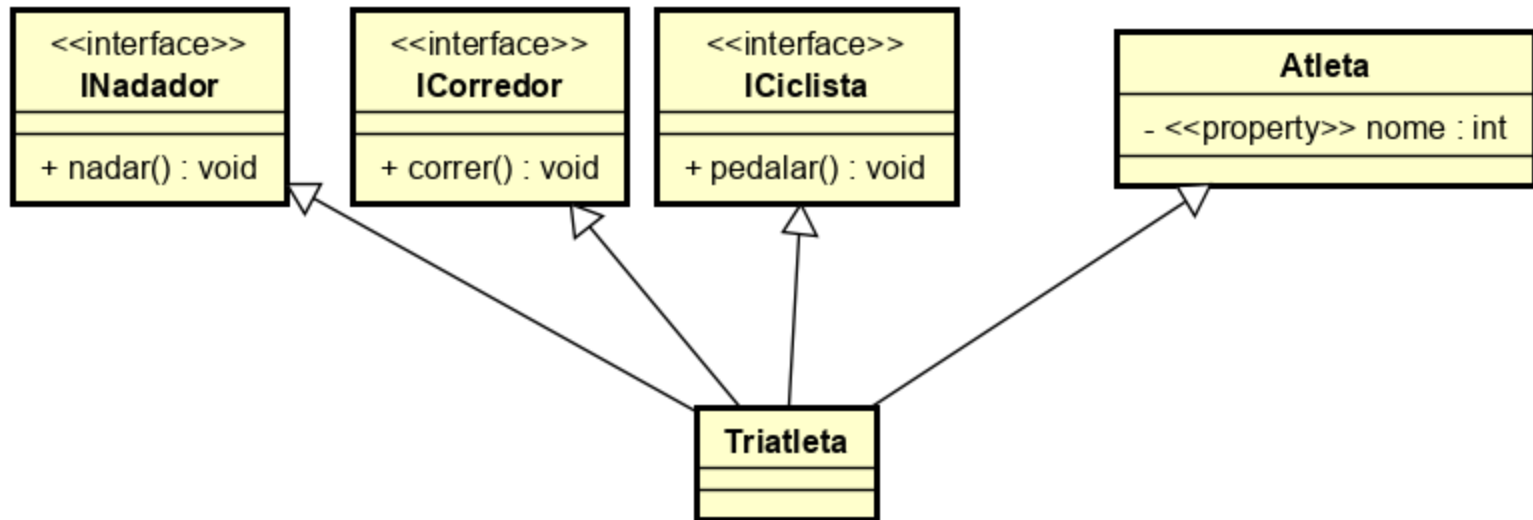 <<interface>>
INadador
+ nadar() : void
<<interface>>
ICorredor
+ correr() : void
<<interface>>
ICiclista
+ pedalar() : void
Atleta
- <<property>> nome : int
Triatleta